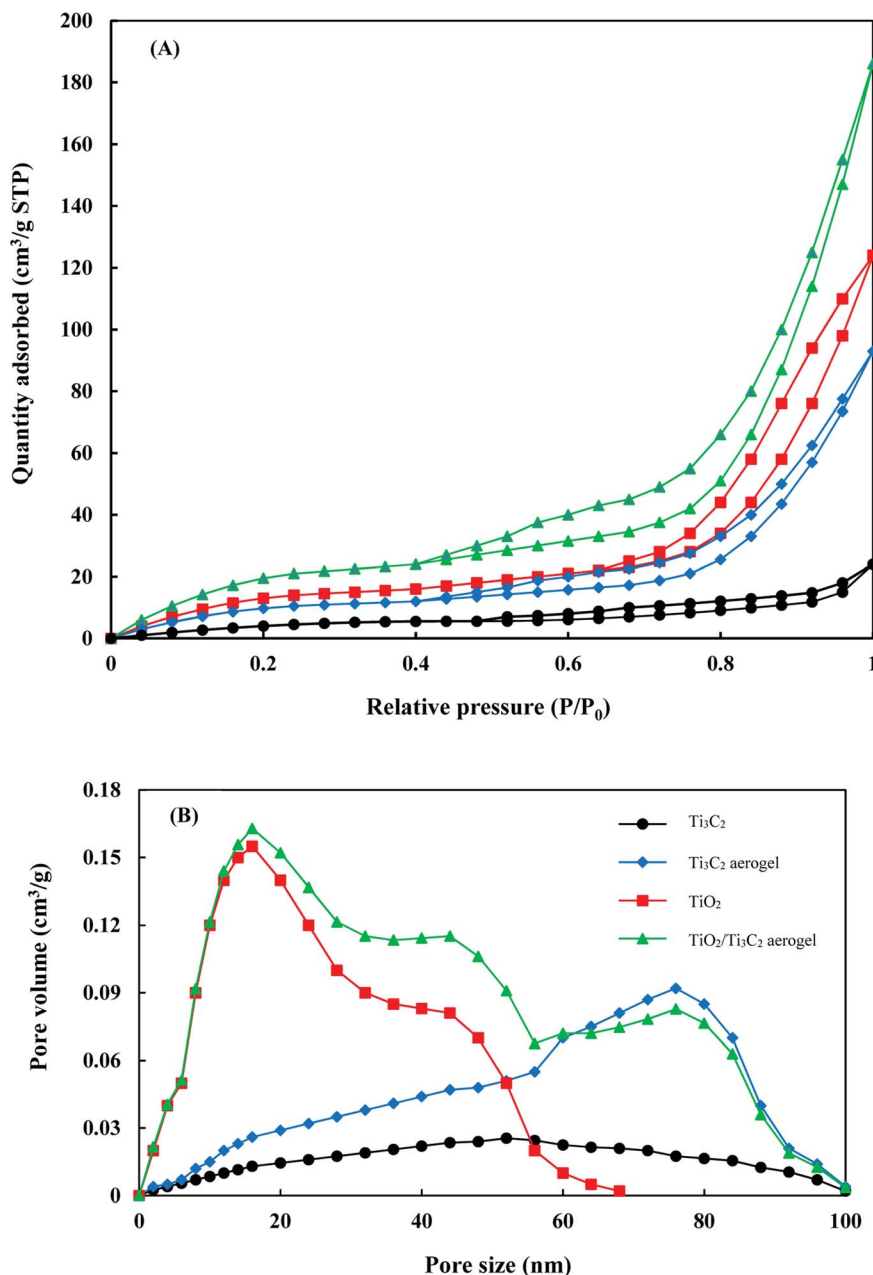 (A)
Quantity adsorbed (cm³/g STP)
200
180
160
140
120
100
80
60
40
20
0
0 0.2 0.4 0.6 0.8 1
Relative pressure (P/P₀)
(B)
Pore volume (cm³/g)
0.18
0.15
0.12
0.09
0.06
0.03
0
Ti₃C₂
Ti₃C₂ aerogel
TiO₂
TiO₂/Ti₃C₂ aerogel
0 20 40 60 80 100
Pore size (nm)